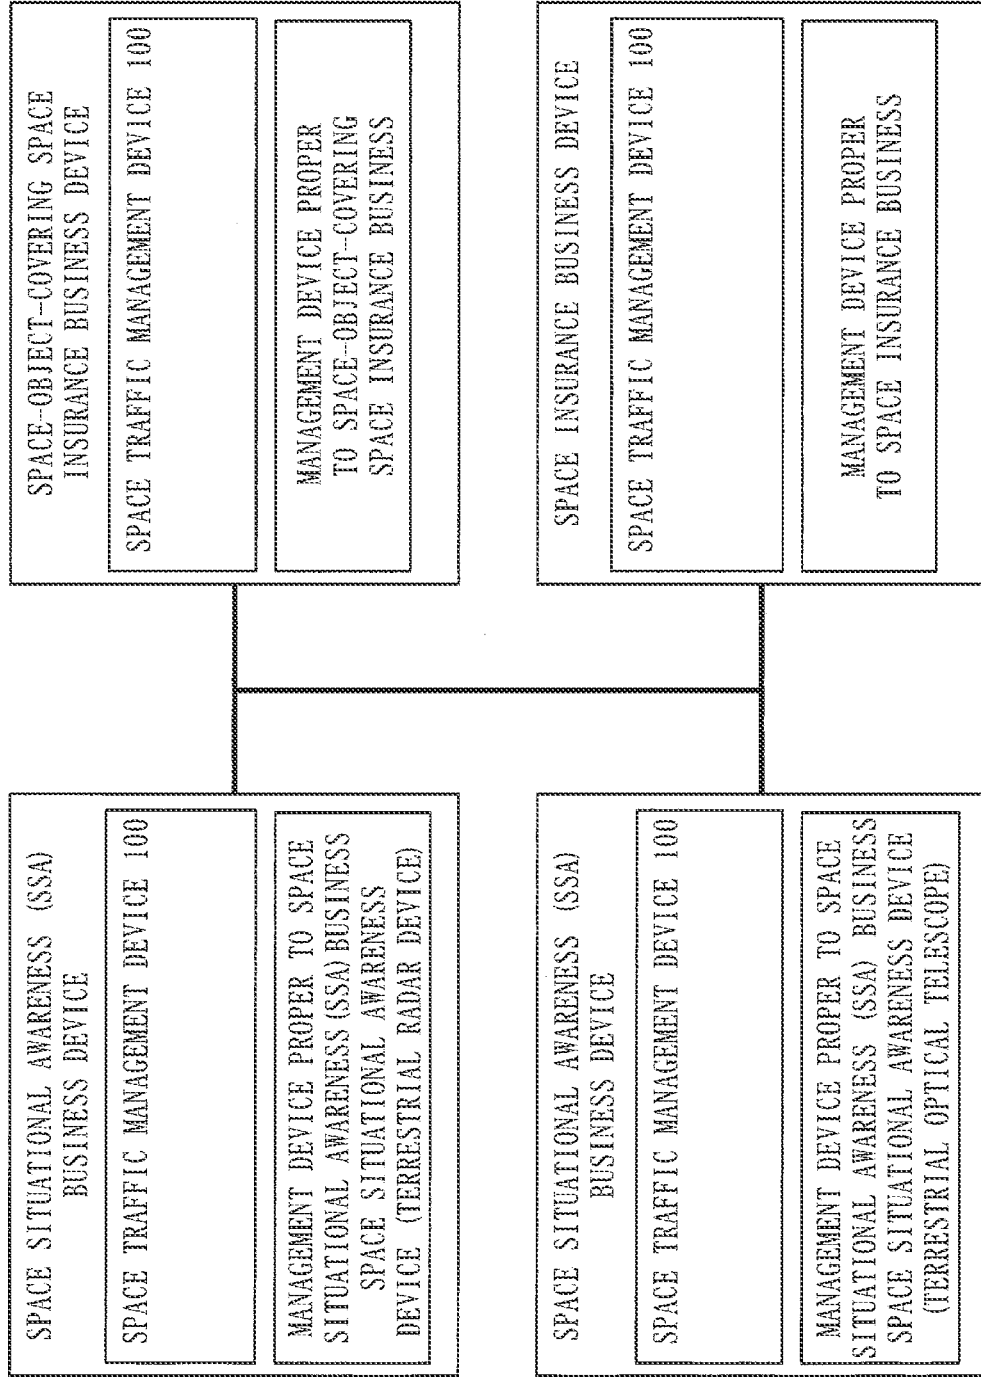 SPACE SITUATIONAL AWARENESS (SSA)
BUSINESS DEVICE
SPACE TRAFFIC MANAGEMENT DEVICE 100
MANAGEMENT DEVICE PROPER TO SPACE
SITUATIONAL AWARENESS (SSA) BUSINESS
SPACE SITUATIONAL AWARENESS
DEVICE (TERRESTRIAL RADAR DEVICE)
SPACE-OBJECT-COVERING SPACE
INSURANCE BUSINESS DEVICE
SPACE TRAFFIC MANAGEMENT DEVICE 100
MANAGEMENT DEVICE PROPER
TO SPACE-OBJECT-COVERING
SPACE INSURANCE BUSINESS
SPACE SITUATIONAL AWARENESS (SSA)
BUSINESS DEVICE
SPACE TRAFFIC MANAGEMENT DEVICE 100
MANAGEMENT DEVICE PROPER TO SPACE
SITUATIONAL AWARENESS (SSA) BUSINESS
SPACE SITUATIONAL AWARENESS DEVICE
(TERRESTRIAL OPTICAL TELESCOPE)
SPACE INSURANCE BUSINESS DEVICE
SPACE TRAFFIC MANAGEMENT DEVICE 100
MANAGEMENT DEVICE PROPER
TO SPACE INSURANCE BUSINESS